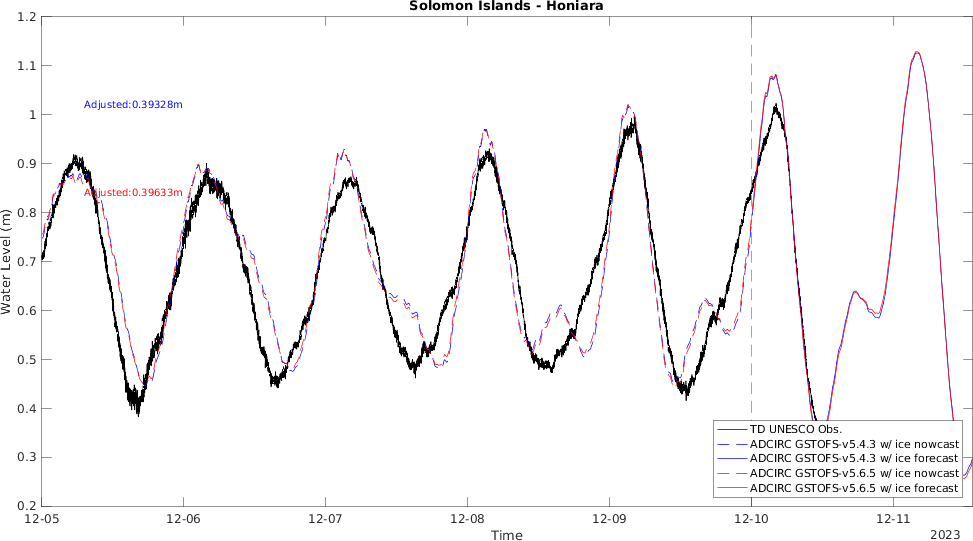 Solomon Islands - Honiara
1.2
1.1
1
0.9
0.8
0.7
0.6
0.5
0.4
0.3
0.2
Water Level (m)
Adjusted:0.39328m
Adjusted:0.39633m
TD UNESCO Obs.
ADCIRC GSTOFS-v5.4.3 w/ ice nowcast
ADCIRC GSTOFS-v5.4.3 w/ ice forecast
ADCIRC GSTOFS-v5.6.5 w/ ice nowcast
ADCIRC GSTOFS-v5.6.5 w/ ice forecast
12-05 12-06 12-07 12-08 12-09 12-10 12-11
Time
2023